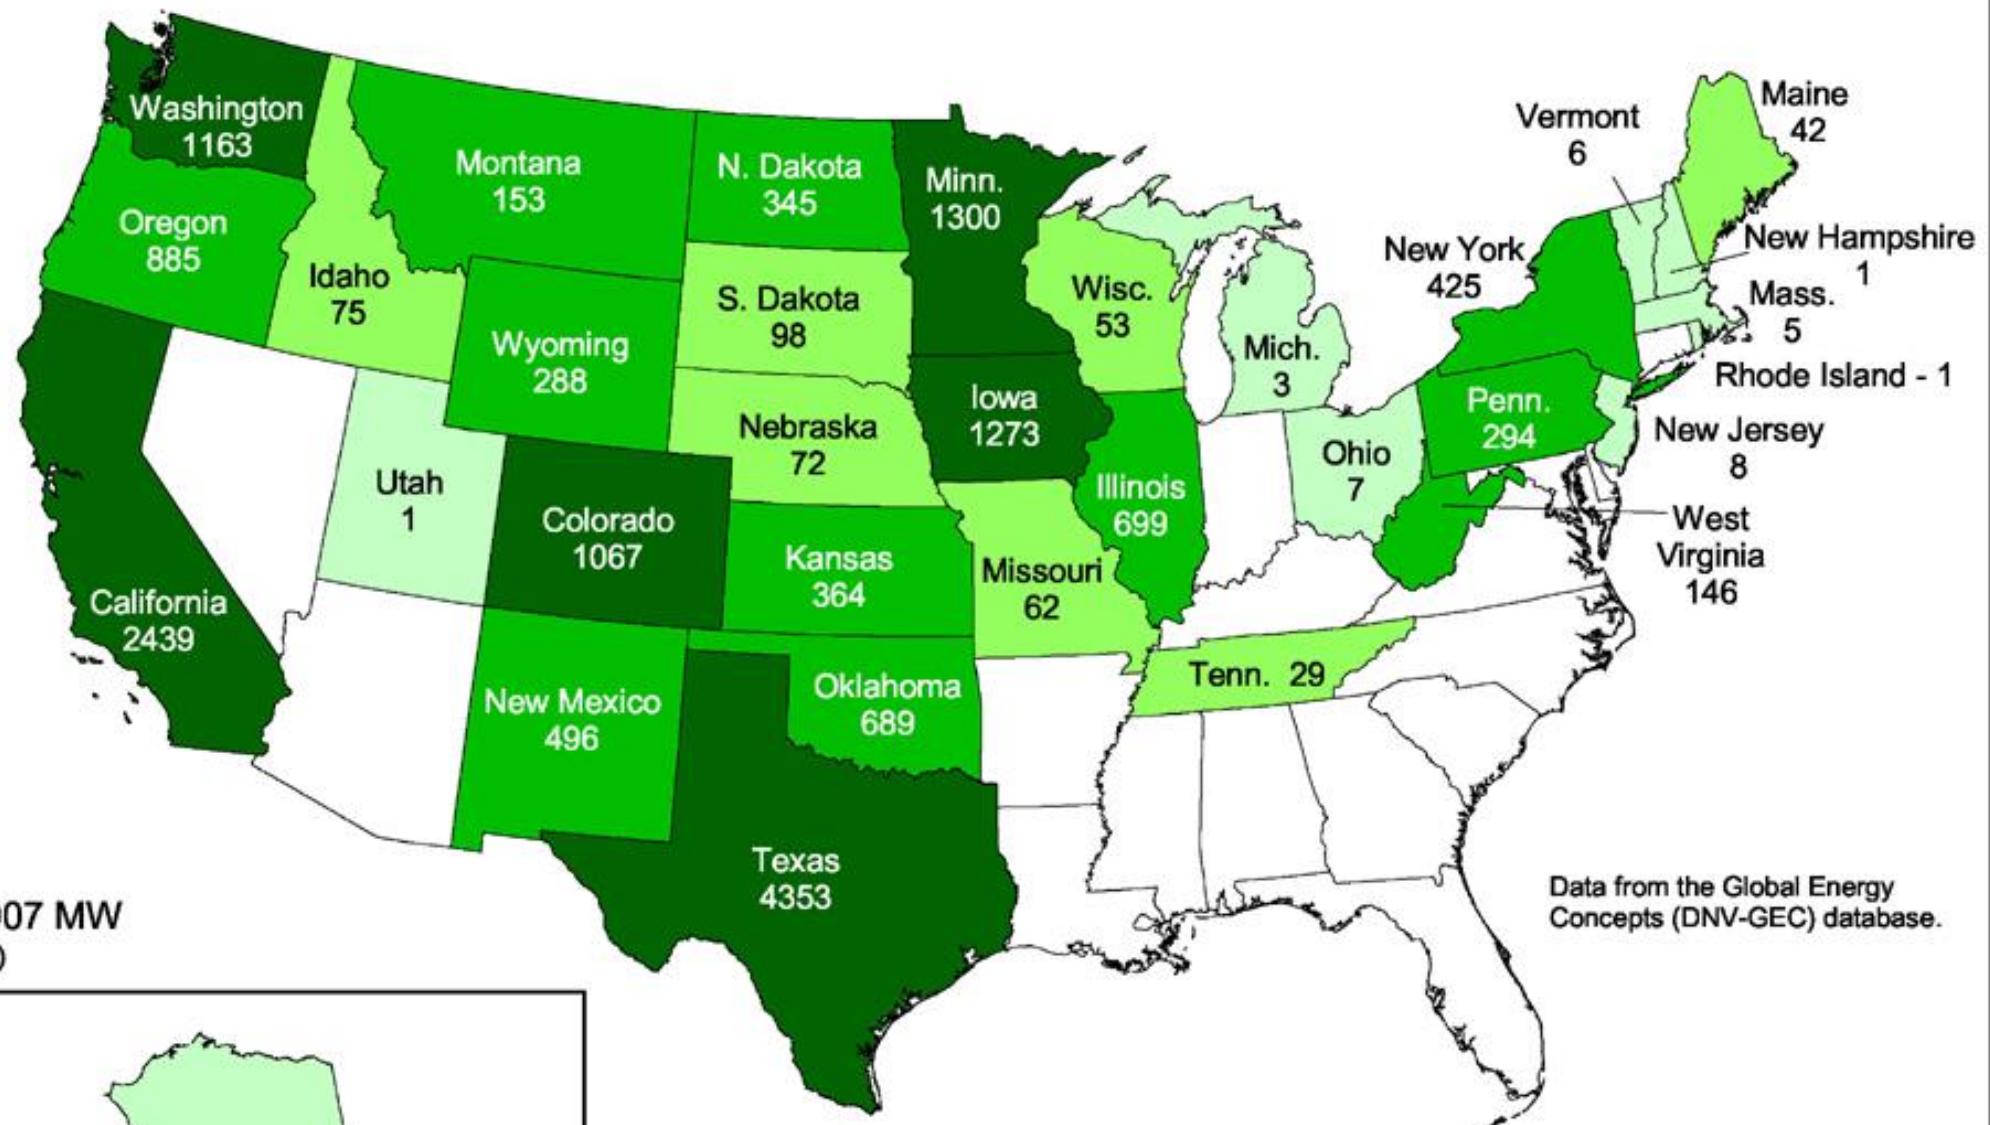 Washington
1163
Oregon
885
California
2439
Idaho
75
Montana
153
Wyoming
288
Utah
1
Colorado
1067
New Mexico
496
N. Dakota
345
S. Dakota
98
Nebraska
72
Kansas
364
Oklahoma
689
Texas
4353
Minn.
1300
Iowa
1273
Missouri
62
Wisc.
53
Illinois
699
Mich.
3
Ohio
7
Tenn. 29
Penn.
294
New York
425
Vermont
6
Maine
42
New Hampshire
1
Mass.
5
Rhode Island - 1
New Jersey
8
West
Virginia
146
Data from the Global Energy
Concepts (DNV-GEC) database.
07 MW
)